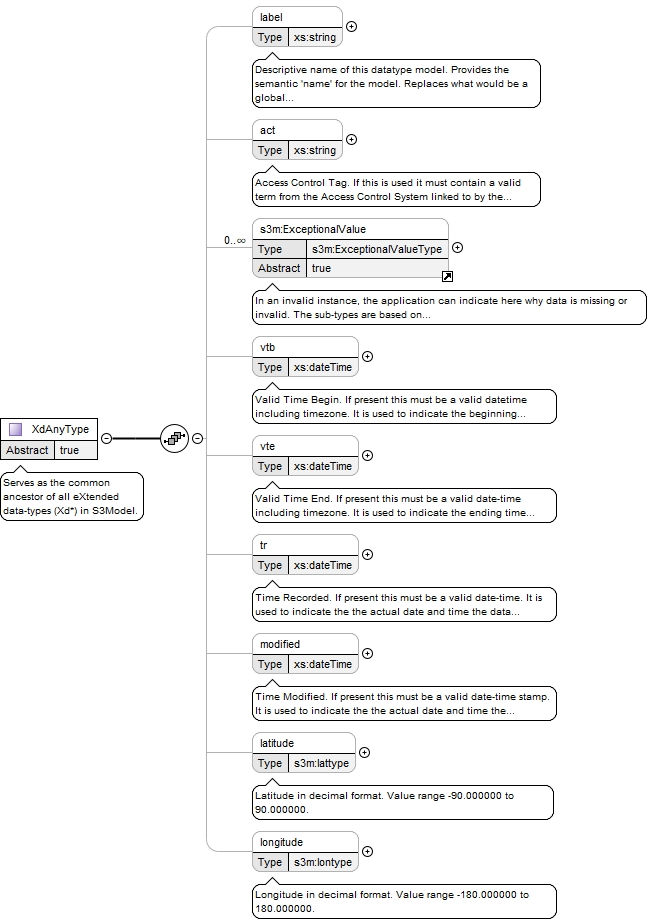 label
Type xs:string
Descriptive name of this datatype model. Provides the
semantic 'name' for the model. Replaces what would be a
global...
act
Type xs:string
Access Control Tag. If this is used it must contain a valid
term from the Access Control System linked to by the...
0..∞
s3m:ExceptionalValue
Type s3m:ExceptionalValueType
Abstract true
In an invalid instance, the application can indicate here why data is missing or
invalid. The sub-types are based on...
vtb
Type xs:dateTime
Valid Time Begin. If present this must be a valid datetime
including timezone. It is used to indicate the beginning...
XdAnyType
Abstract true
Serves as the common
ancestor of all eXtended
data-types (Xd*) in S3Model.
vte
Type xs:dateTime
Valid Time End. If present this must be a valid date-time
including timezone. It is used to indicate the ending time...
tr
Type xs:dateTime
Time Recorded. If present this must be a valid date-time. It is
used to indicate the the actual date and time the data...
modified
Type xs:dateTime
Time Modified. If present this must be a valid date-time stamp.
It is used to indicate the the actual date and time the...
latitude
Type s3m:lattype
Latitude in decimal format. Value range -90.000000 to
90.000000.
longitude
Type s3m:lontype
Longitude in decimal format. Value range -180.000000 to
180.000000.